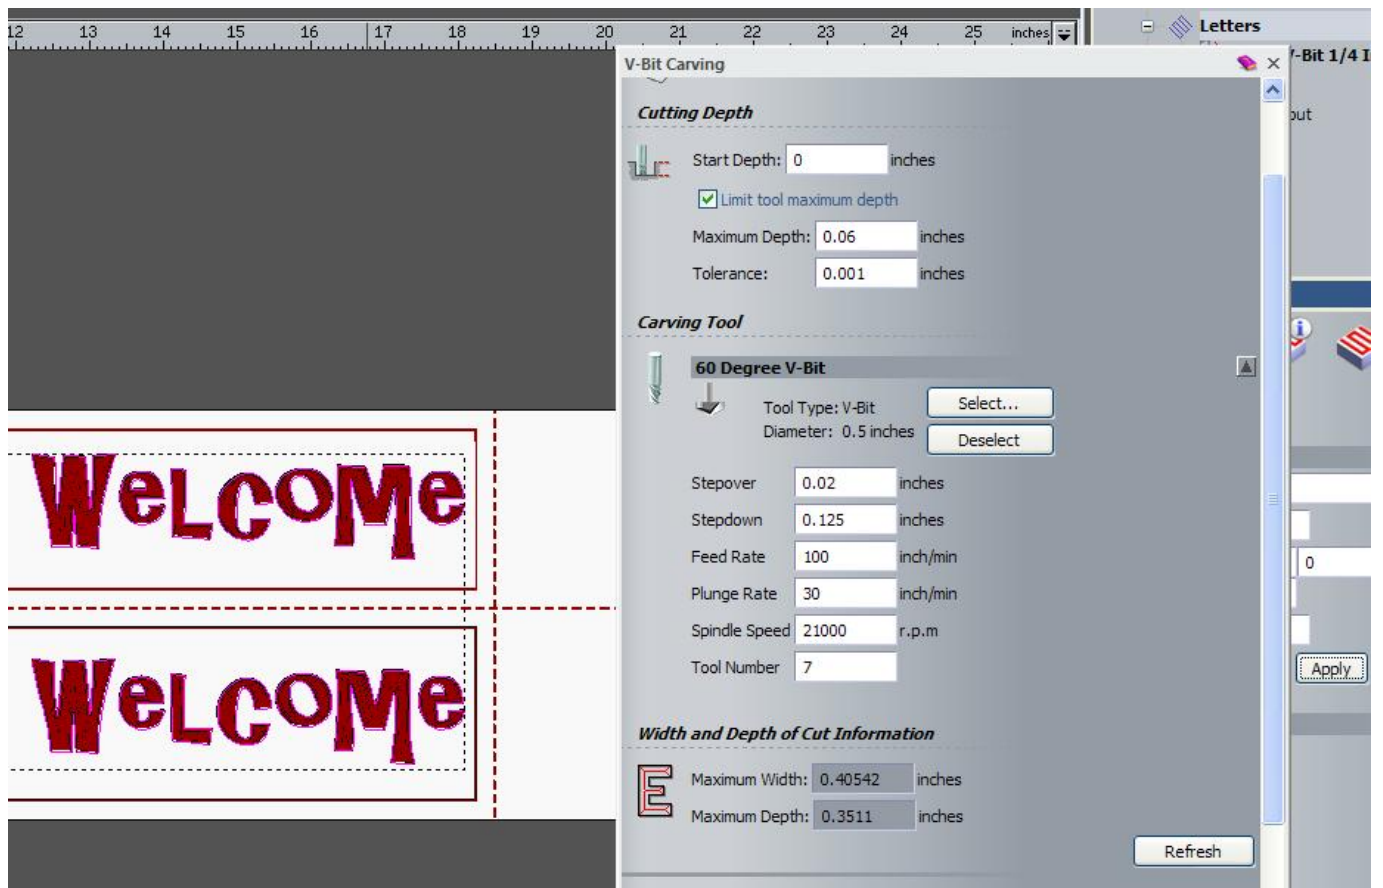 12 13 14 15 16 17 18 19 20 21 22 23 24 25 inches
Letters
V-Bit Carving
-Bit 1/4 I
Cutting Depth
out
Start Depth: 0 inches
Limit tool maximum depth
Maximum Depth: 0.06 inches
Tolerance: 0.001 inches
Carving Tool
60 Degree V-Bit
Tool Type: V-Bit
Select...
Diameter: 0.5 inches
Deselect
WeLCOMe
Stepover 0.02 inches
Stepdown 0.125 inches
Feed Rate 100 inch/min
0
Plunge Rate 30 inch/min
Spindle Speed 21000 r.p.m
Tool Number 7
Apply
WeLCOMe
Width and Depth of Cut Information
E
Maximum Width: 0.40542 inches
Maximum Depth: 0.3511 inches
Refresh